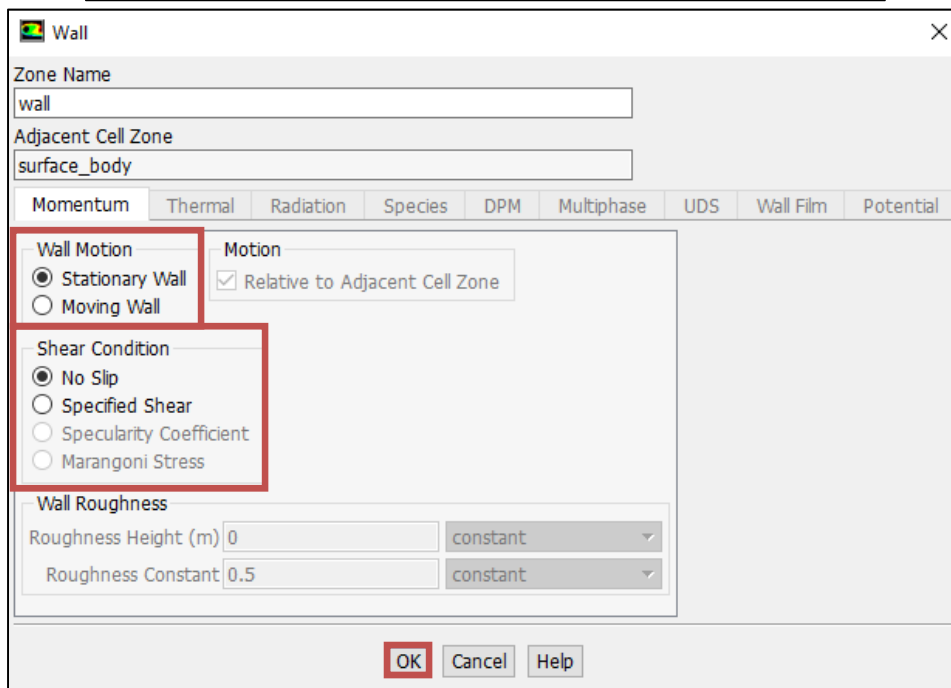 Wall
Zone Name
wall
Adjacent Cell Zone
surface_body
Momentum Thermal Radiation Species DPM Multiphase UDS Wall Film Potential
Wall Motion Motion
Stationary Wall Relative to Adjacent Cell Zone
Moving Wall
Shear Condition
No Slip
Specified Shear
Specularity Coefficient
Marangoni Stress
Wall Roughness
Roughness Height (m) 0 constant
Roughness Constant 0.5 constant
OK Cancel Help